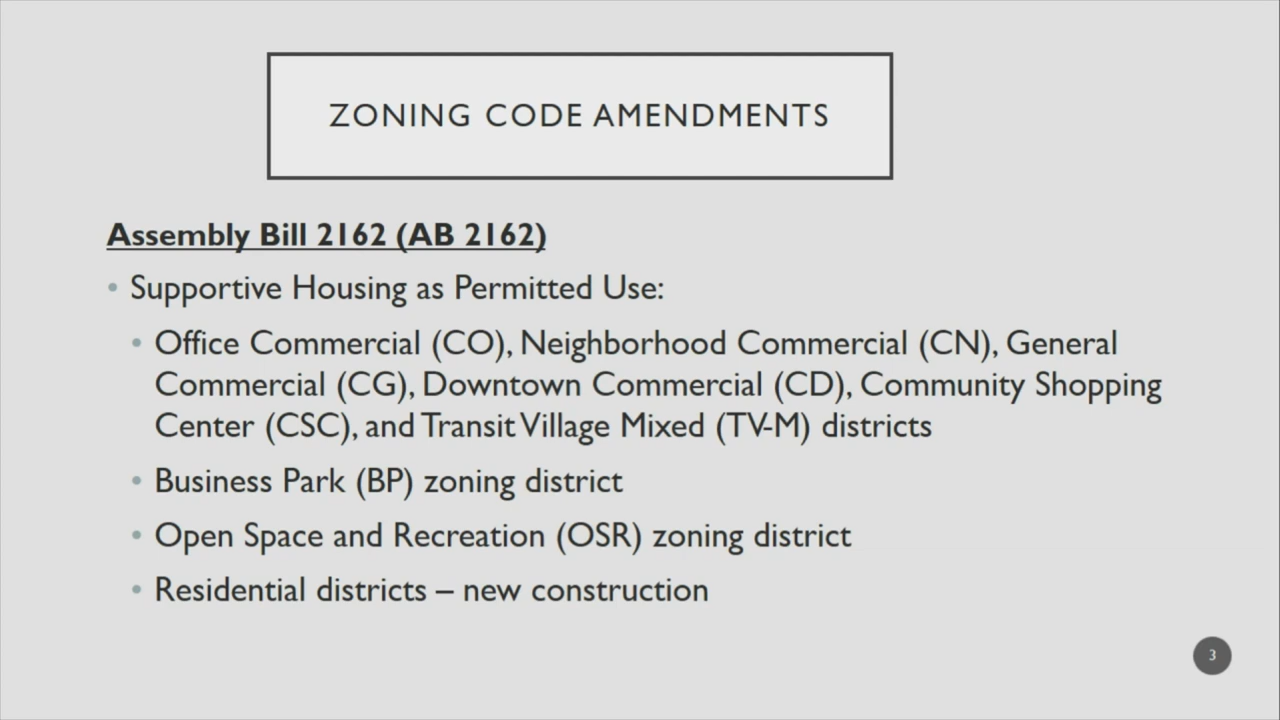 ZONING CODE AMENDMENTS
Assembly Bill 2162 (AB 2162)
• Supportive Housing as Permitted Use:
• Office Commercial (CO), Neighborhood Commercial (CN), General
Commercial (CG), Downtown Commercial (CD), Community Shopping
Center (CSC), and Transit Village Mixed (TV-M) districts
• Business Park (BP) zoning district
• Open Space and Recreation (OSR) zoning district
• Residential districts – new construction
3